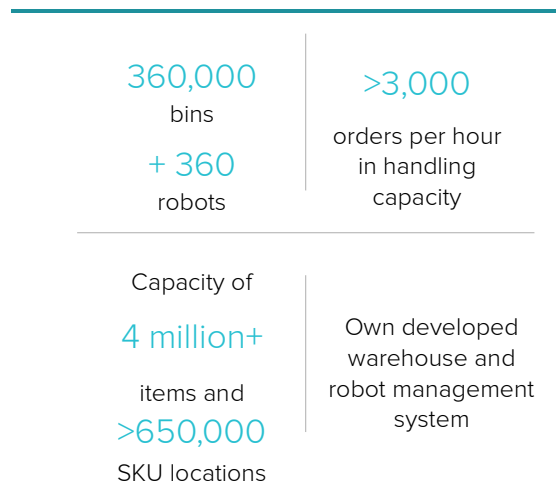 360,000
bins
+ 360
robots
>3,000
orders per hour
in handling
capacity
Capacity of
4 million+
items and
>650,000
SKU locations
Own developed
warehouse and
robot management
system